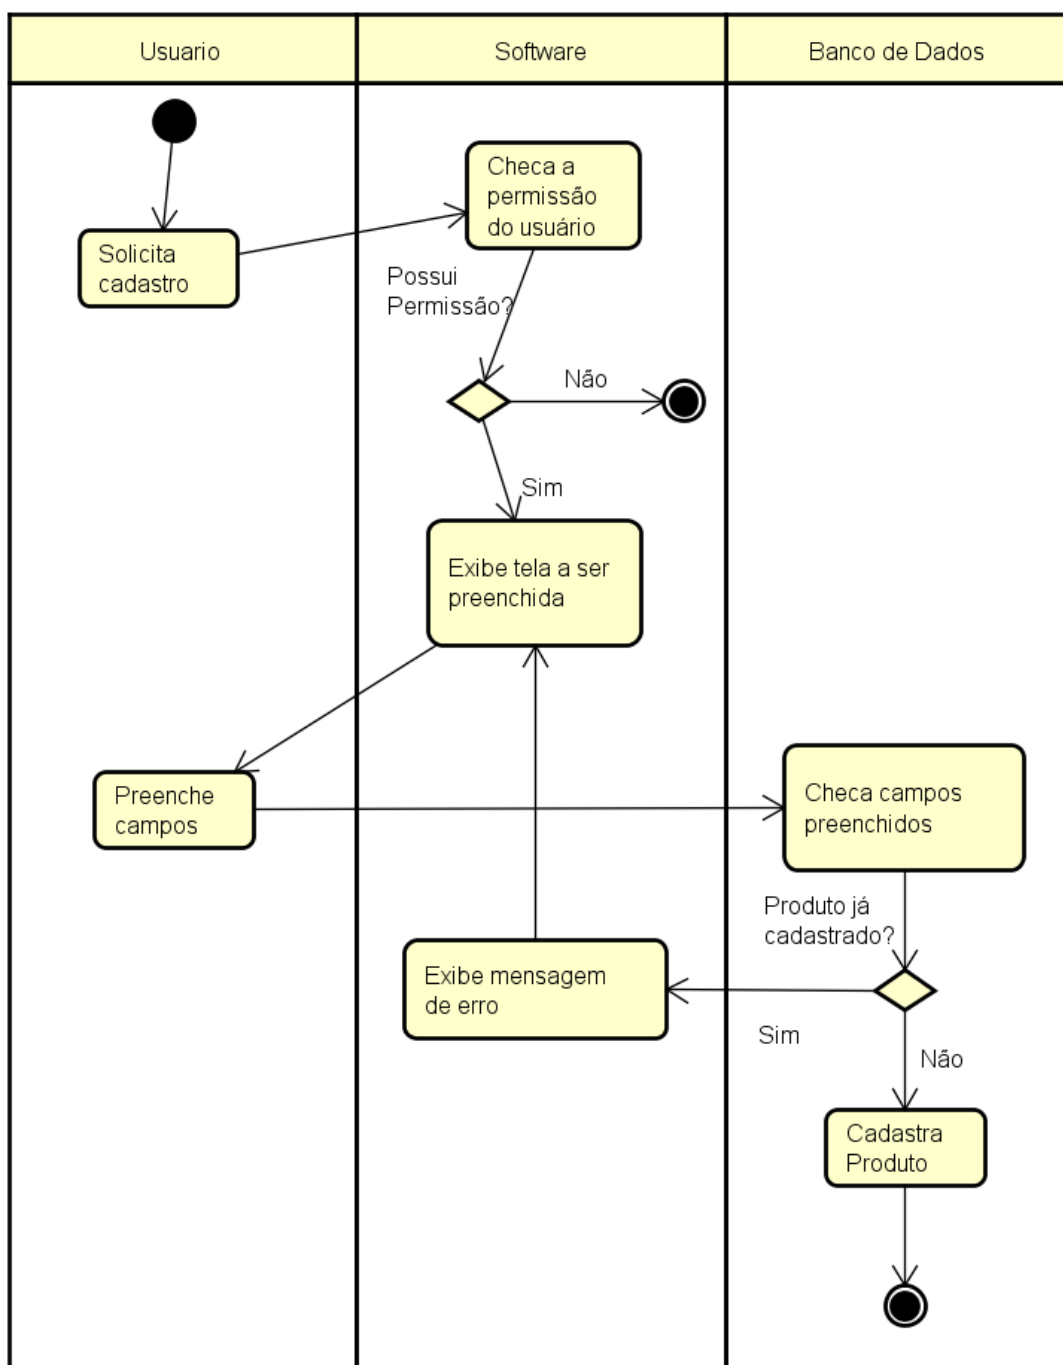 Usuario
Software
Banco de Dados
Checa a
permissão
do usuário
Solicita
cadastro
Possui
Permissão?
Não
Sim
Exibe tela a ser
preenchida
Preenche
campos
Checa campos
preenchidos
Produto já
cadastrado?
Exibe mensagem
de erro
Sim
Não
Cadastra
Produto